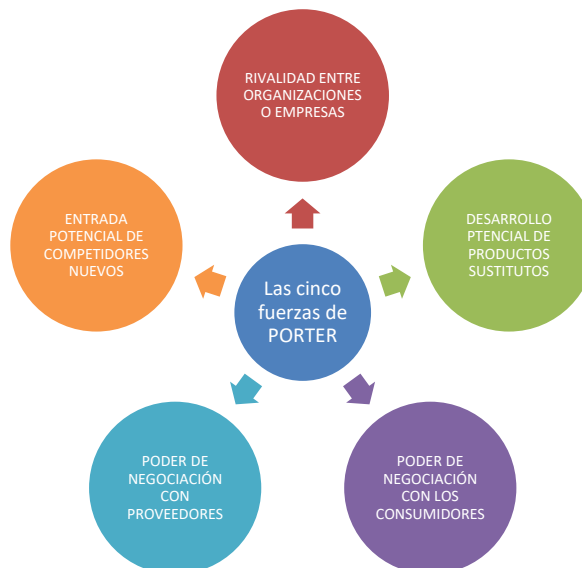 RIVALIDAD ENTRE
ORGANIZACIONES
O EMPRESAS
ENTRADA
POTENCIAL DE
COMPETIDORES
NUEVOS
DESARROLLO
PTENCIAL DE
PRODUCTOS
SUSTITUTOS
Las cinco
fuerzas de
PORTER
PODER DE
NEGOCIACIÓN
CON
PROVEEDORES
PODER DE
NEGOCIACIÓN
CON LOS
CONSUMIDORES